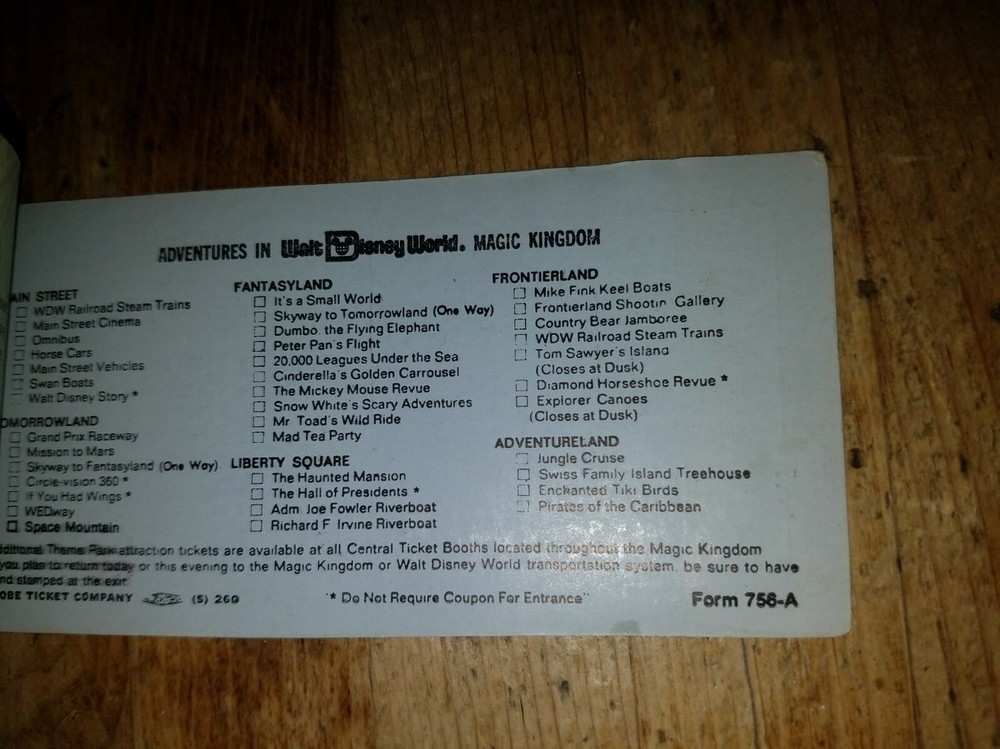 ADVENTURES IN Walt Disney World. MAGIC KINGDOM
AIN STREET
WDW Railroad Steam Trains
Main Street Cinema
Omnibus
Horse Cars
Main Street Vehicles
Swan Boats
Walt Disney Story *
OMORROWLAND
Grand Prix Raceway
Mission to Mars
Skyway to Fantasyland (One Way)
Circle-vision 360 *
If You Had Wings *
WEDway
Space Mountain
FANTASYLAND
It's a Small World
Skyway to Tomorrowland (One Way)
Dumbo, the Flying Elephant
Peter Pan's Flight
20,000 Leagues Under the Sea
Cinderella's Golden Carrousel
The Mickey Mouse Revue
Snow White's Scary Adventures
Mr Toad's Wild Ride
Mad Tea Party
LIBERTY SQUARE
The Haunted Mansion
The Hall of Presidents *
Adm Joe Fowler Riverboat
Richard F Irvine Riverboat
FRONTIERLAND
Mike Fink Keel Boats
Frontierland Shootin' Gallery
Country Bear Jamboree
WDW Railroad Steam Trains
Tom Sawyer's Island
(Closes at Dusk)
Diamond Horseshoe Revue *
Explorer Canoes
(Closes at Dusk)
ADVENTURELAND
Jungle Cruise
Swiss Family Island Treehouse
Enchanted Tiki Birds
Pirates of the Caribbean
dditional Theme Park attraction tickets are available at all Central Ticket Booths located throughout the Magic Kingdom
you plan to return today or this evening to the Magic Kingdom or Walt Disney World transportation system, be sure to have
nd stamped at the exit
OBE TICKET COMPANY (S) 260 "* Do Not Require Coupon For Entrance" Form 756-A